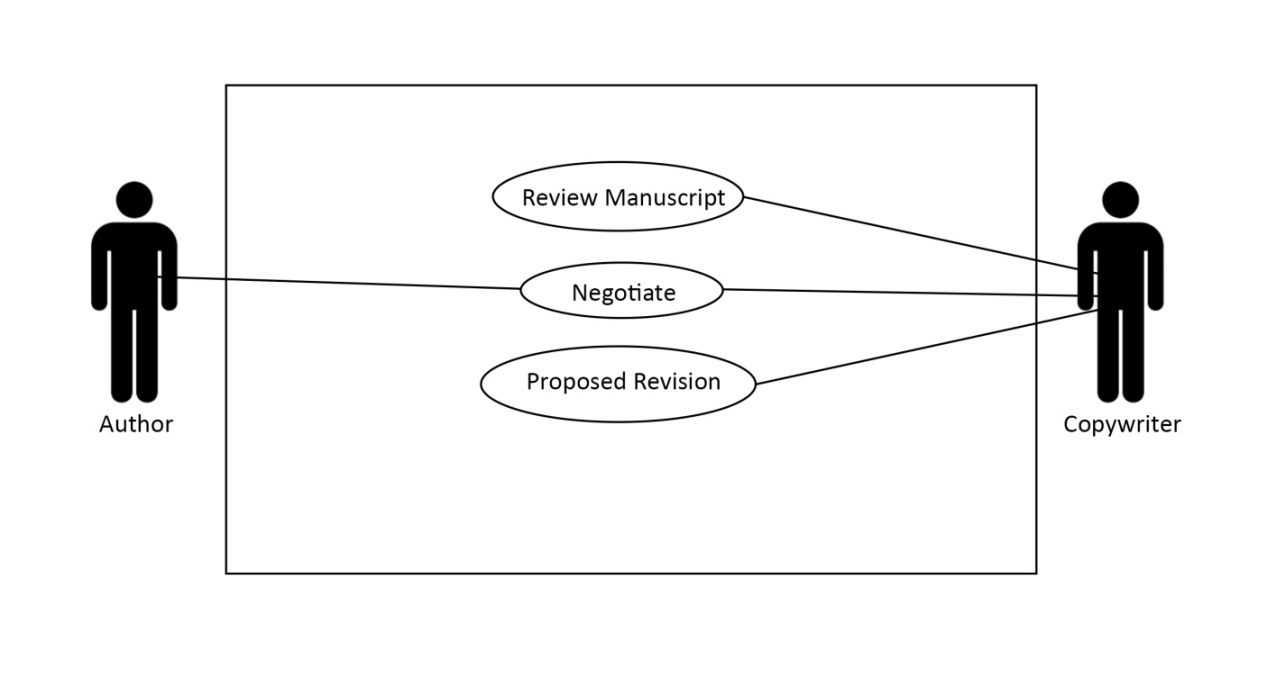 Review Manuscript
Negotiate
Proposed Revision
Author
Copywriter